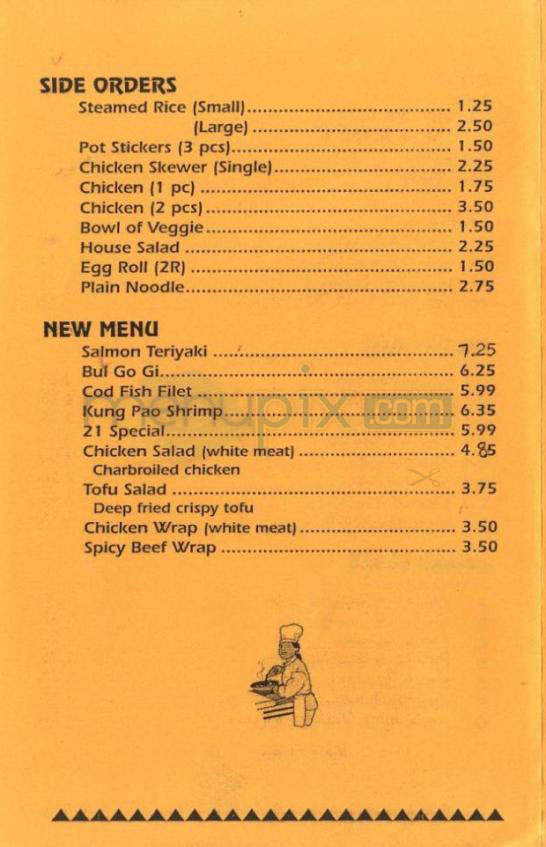 SIDE ORDERS
Steamed Rice (Small).................................. 1.25
(Large) .................................. 2.50
Pot Stickers (3 pcs)..................................... 1.50
Chicken Skewer (Single).............................. 2.25
Chicken (1 pc) .......................................... 1.75
Chicken (2 pcs)......................................... 3.50
Bowl of Veggie......................................... 1.50
House Salad ............................................ 2.25
Egg Roll (2R) ........................................... 1.50
Plain Noodle............................................. 2.75
NEW MENU
Salmon Teriyaki ........................................ 7.25
Bul Go Gi................................................. 6.25
Cod Fish Filet............................................ 5.99
menupix.com
Kung Pao Shrimp....................................... 6.35
21 Special................................................ 5.99
Chicken Salad (white meat) .......................... 4.85
Charbroiled chicken
Tofu Salad ............................................... 3.75
Deep fried crispy tofu
Chicken Wrap (white meat).......................... 3.50
Spicy Beef Wrap ....................................... 3.50